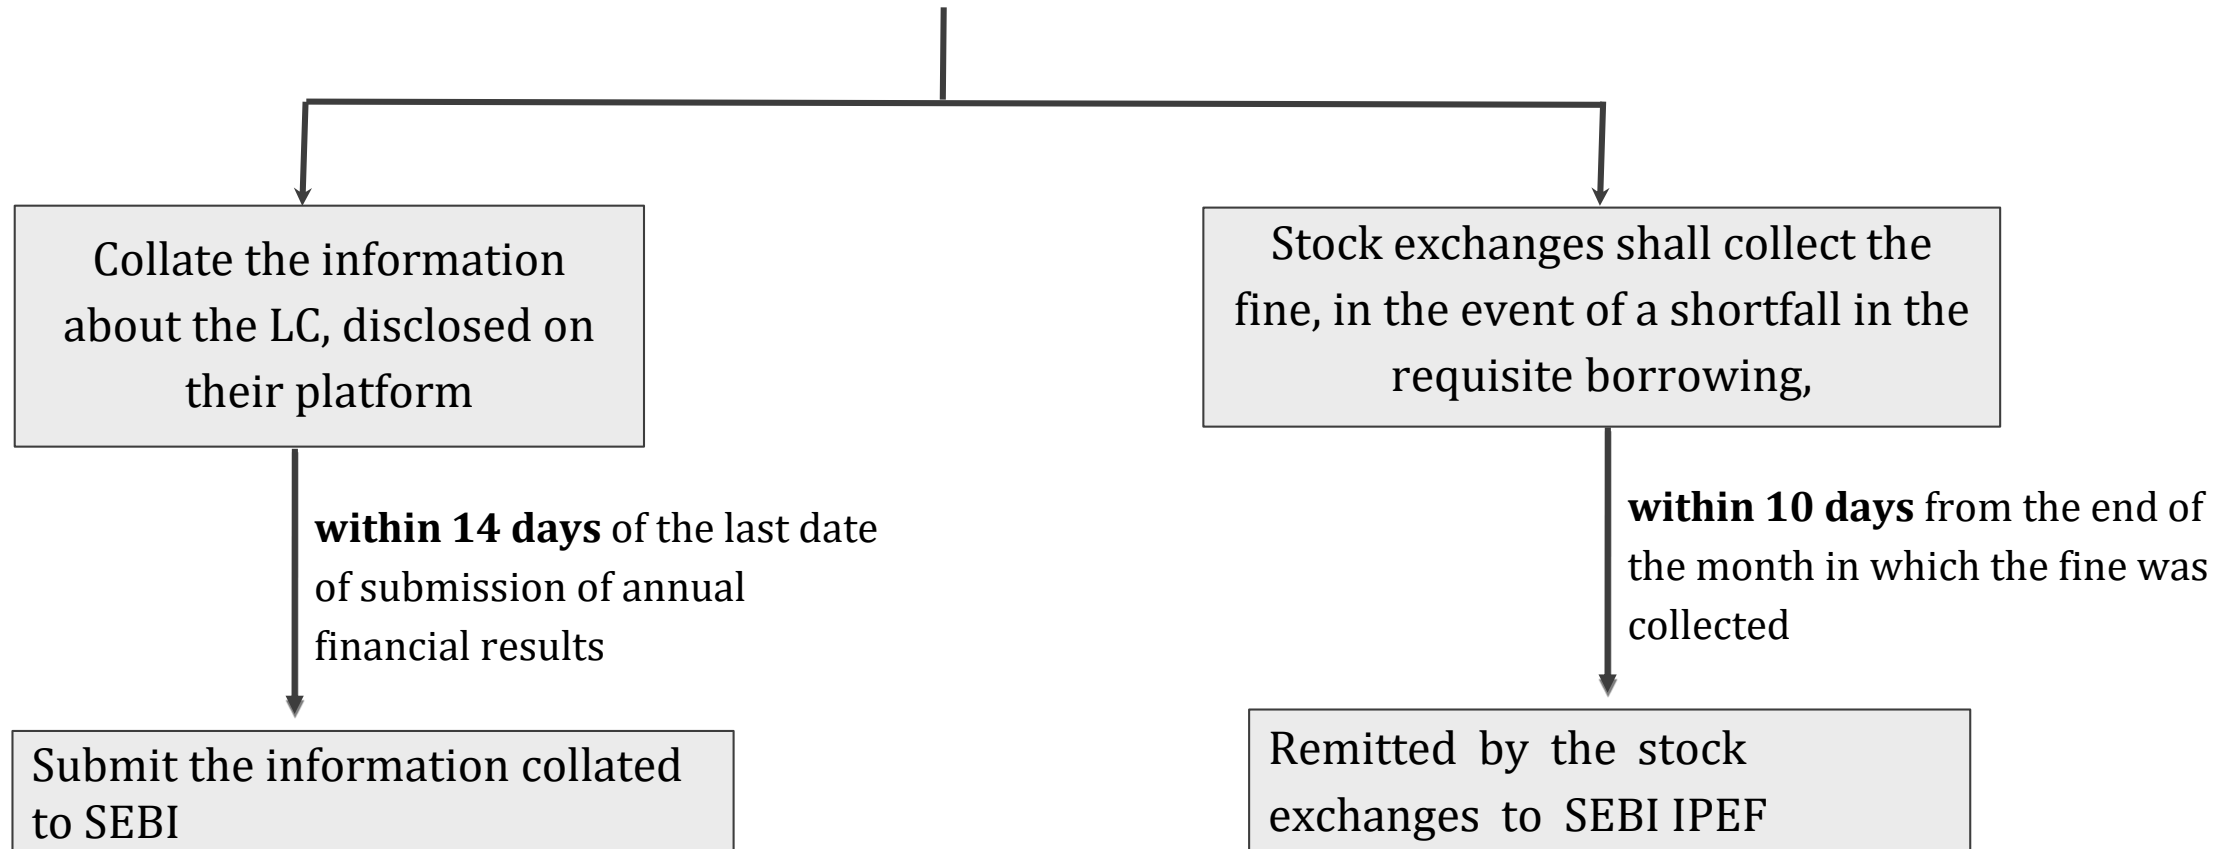 Collate the information
about the LC, disclosed on
their platform
Stock exchanges shall collect the
fine, in the event of a shortfall in the
requisite borrowing,
within 14 days of the last date
of submission of annual
financial results
within 10 days from the end of
the month in which the fine was
collected
Submit the information collated
to SEBI
Remitted by the stock
exchanges to SEBI IPEF